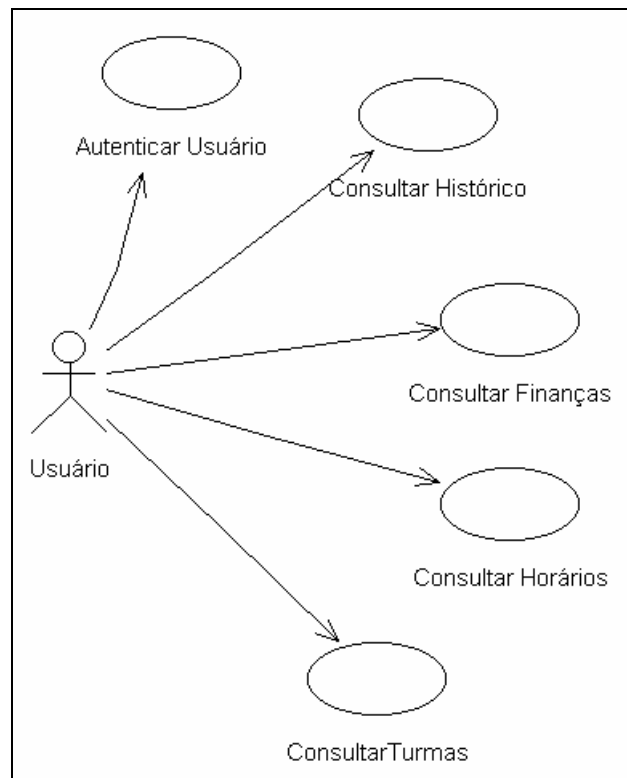 Autenticar Usuário
Consultar Histórico
Consultar Finanças
Usuário
Consultar Horários
ConsultarTurmas